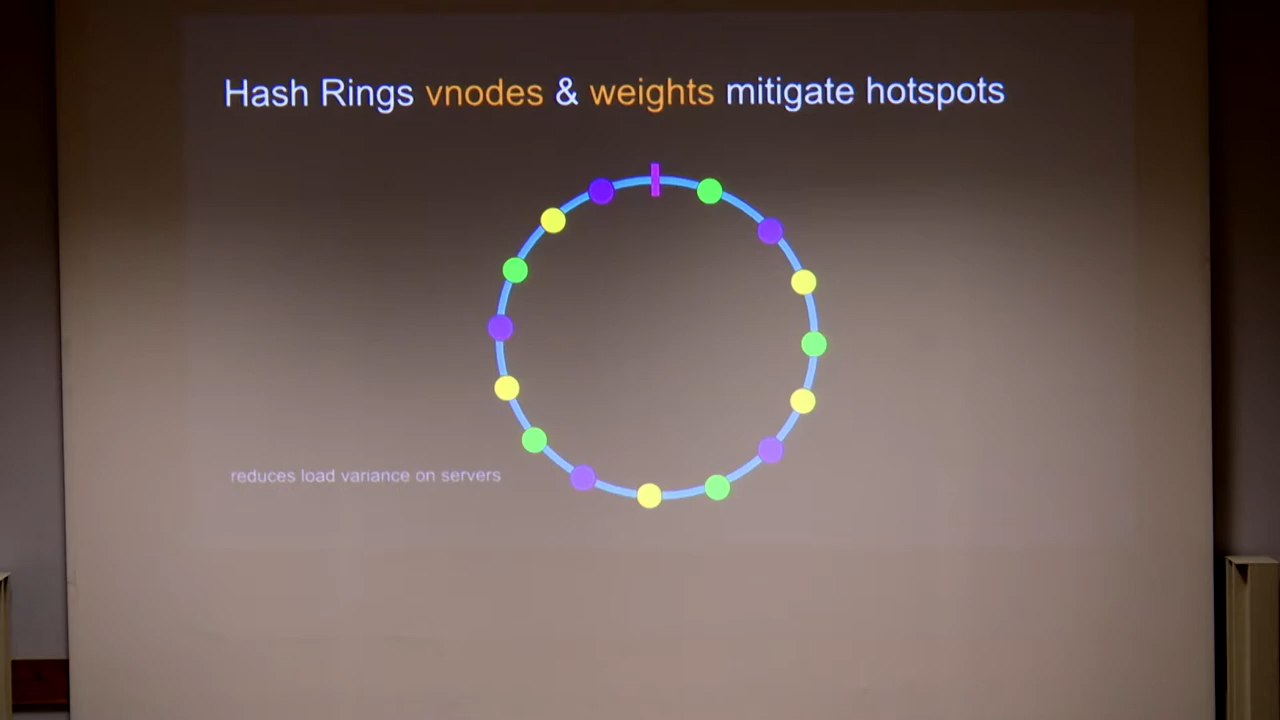 Hash Rings vnodes & weights mitigate hotspots
reduces load variance on servers